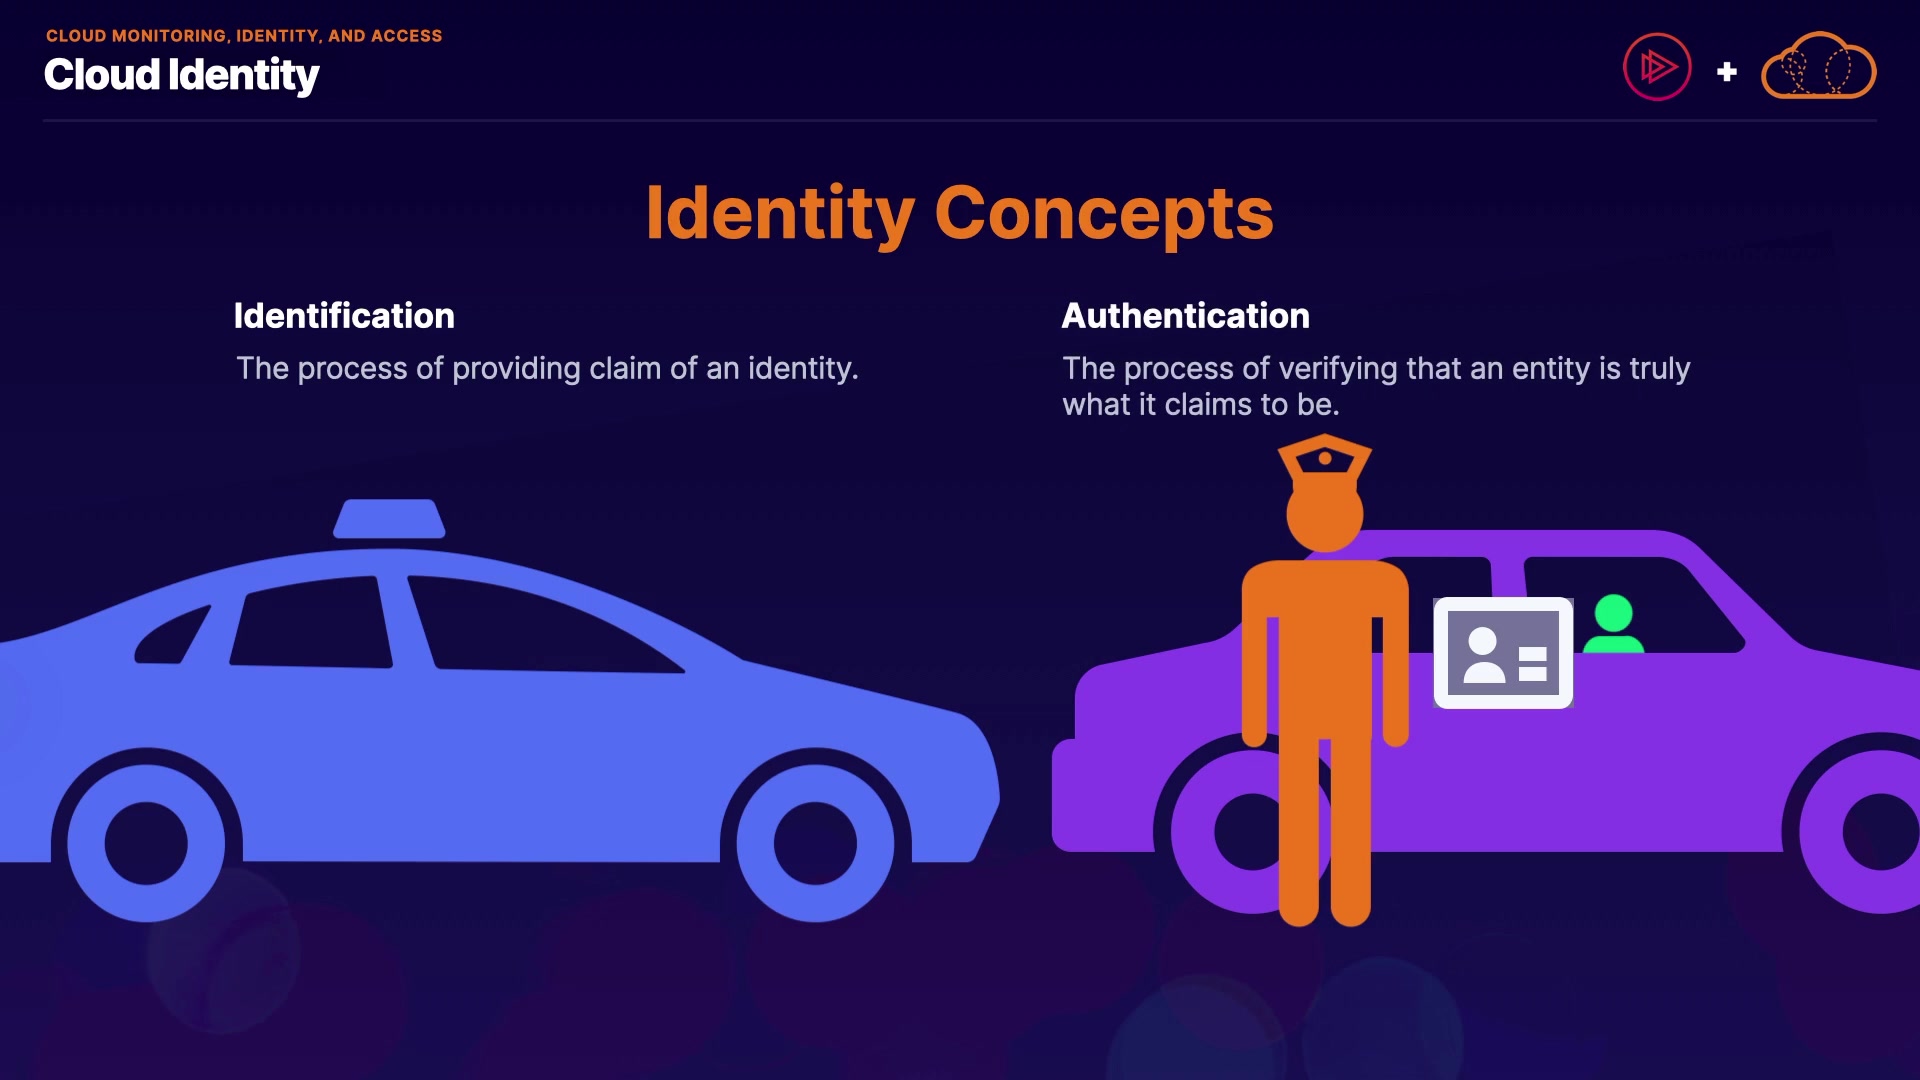 CLOUD MONITORING, IDENTITY, AND ACCESS
Cloud Identity
Identity Concepts
Identification
The process of providing claim of an identity.
Authentication
The process of verifying that an entity is truly
what it claims to be.